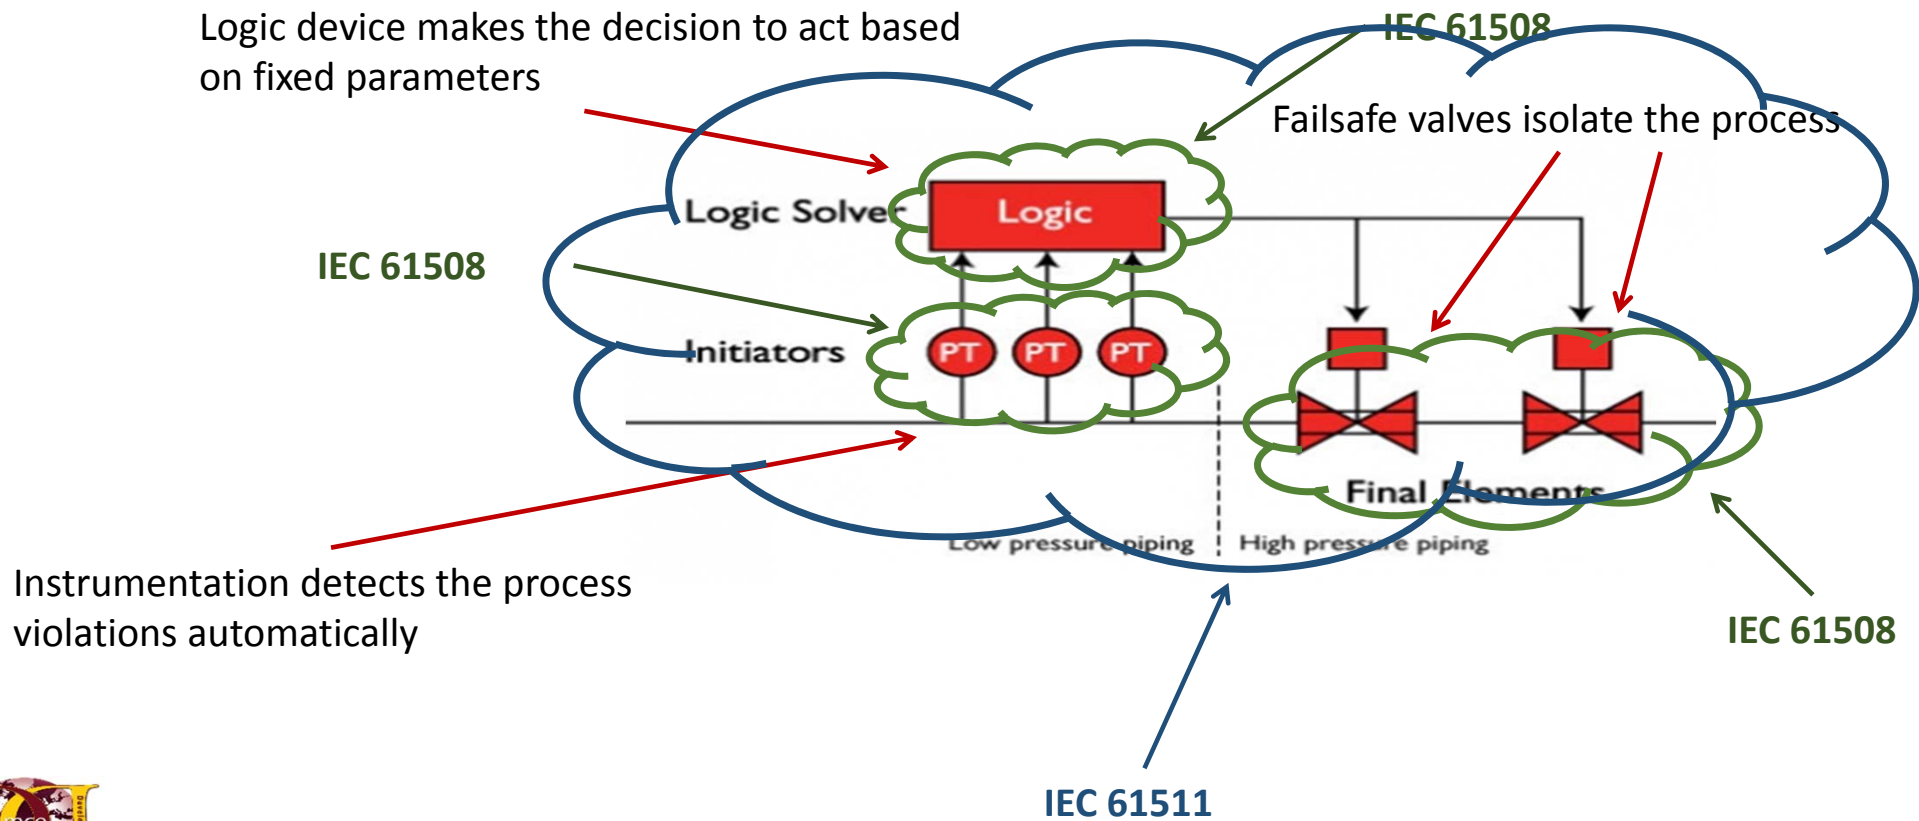 Logic device makes the decision to act based
on fixed parameters
IEC 61508
Failsafe valves isolate the process
Logic Solver
Logic
IEC 61508
Initiators
PT
PT
PT
Final Elements
Low pressure piping
High pressure piping
Instrumentation detects the process
violations automatically
IEC 61508
IEC 61511